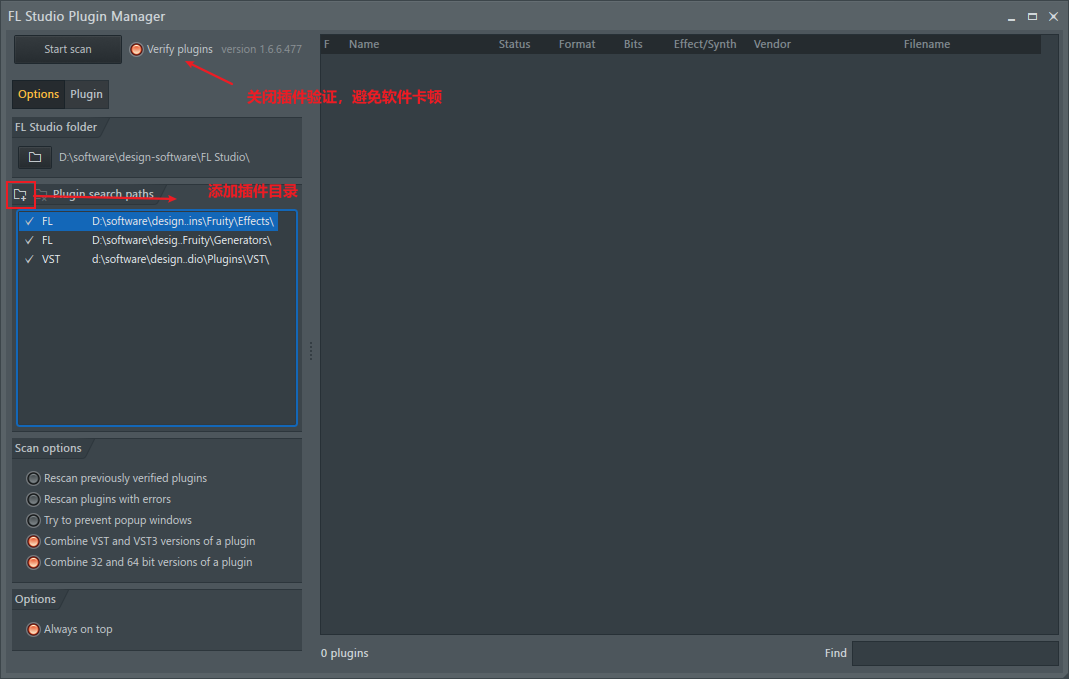 FL Studio Plugin Manager
Start scan
Verify plugins version 1.6.6.477
关闭插件验证，避免软件卡顿
Options Plugin
FL Studio folder
D:\software\design-software\FL Studio\
Plugin search paths
添加插件目录
FL D:\software\design..ins\Fruity\Effects\
FL D:\software\desig..Fruity\Generators\
VST d:\software\design..dio\Plugins\VST\
Scan options
Rescan previously verified plugins
Rescan plugins with errors
Try to prevent popup windows
Combine VST and VST3 versions of a plugin
Combine 32 and 64 bit versions of a plugin
Options
Always on top
F Name Status Format Bits Effect/Synth Vendor Filename
0 plugins
Find